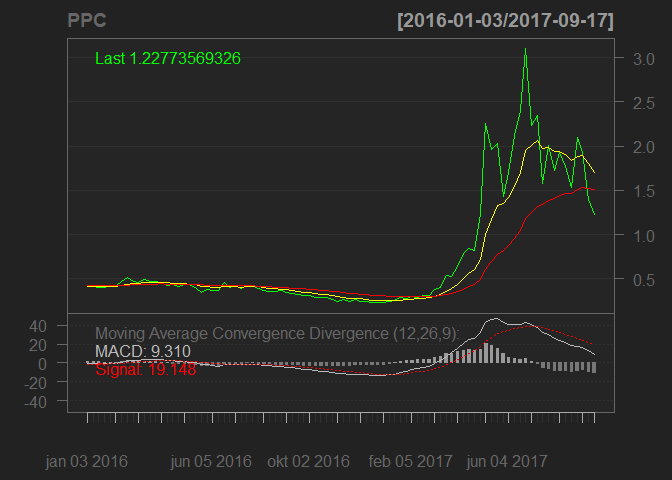 PPC [2016-01-03/2017-09-17]
Last 1.22773569326
3.0
2.5
2.0
1.5
1.0
0.5
Moving Average Convergence Divergence (12,26,9):
MACD: 9.310
Signal: 19.148
40
20
0
-20
-40
jan 03 2016 jun 05 2016 okt 02 2016 feb 05 2017 jun 04 2017